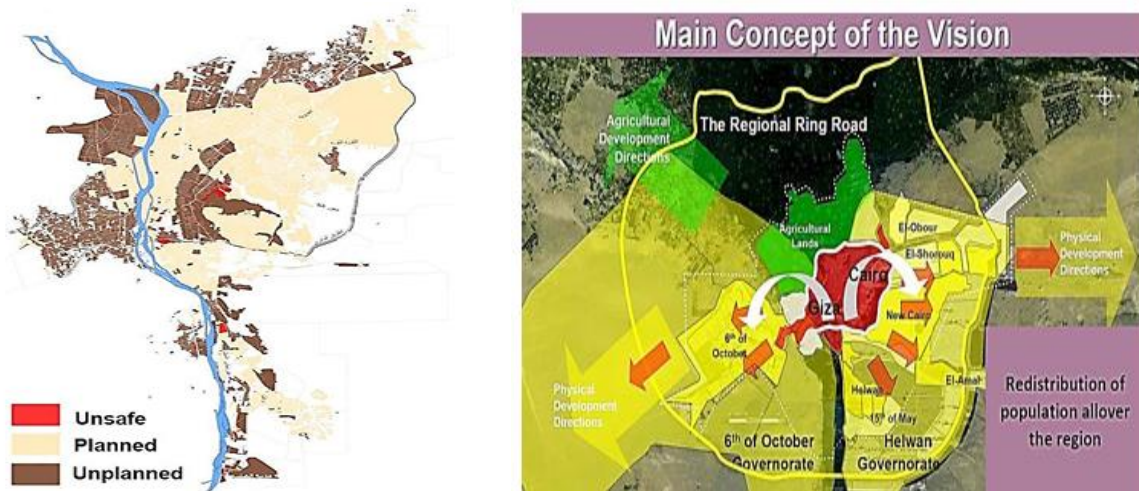 Unsafe
Planned
Unplanned
Main Concept of the Vision
The Regional Ring Road
Agricultural
Development
Directions
Agricultural
Lands
El-Obour
El-Shorouq
Physical
Development
Directions
Cairo
Giza
New Cairo
6th of
October
Helwan
El-Amal
15th of May
Physical
Development
Directions
6th of October
Governorate
Helwan
Governorate
Redistribution of
population allover
the region